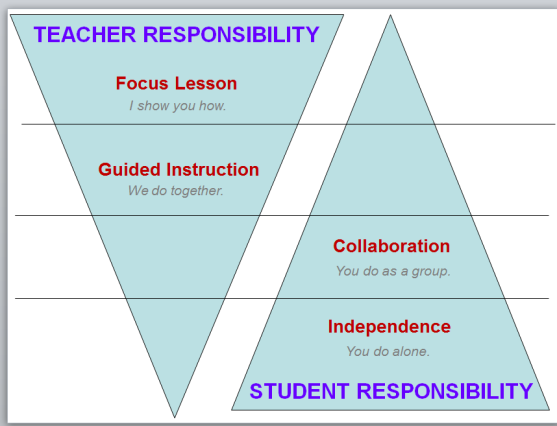 TEACHER RESPONSIBILITY
Focus Lesson
I show you how.
Guided Instruction
We do together.
Collaboration
You do as a group.
Independence
You do alone.
STUDENT RESPONSIBILITY